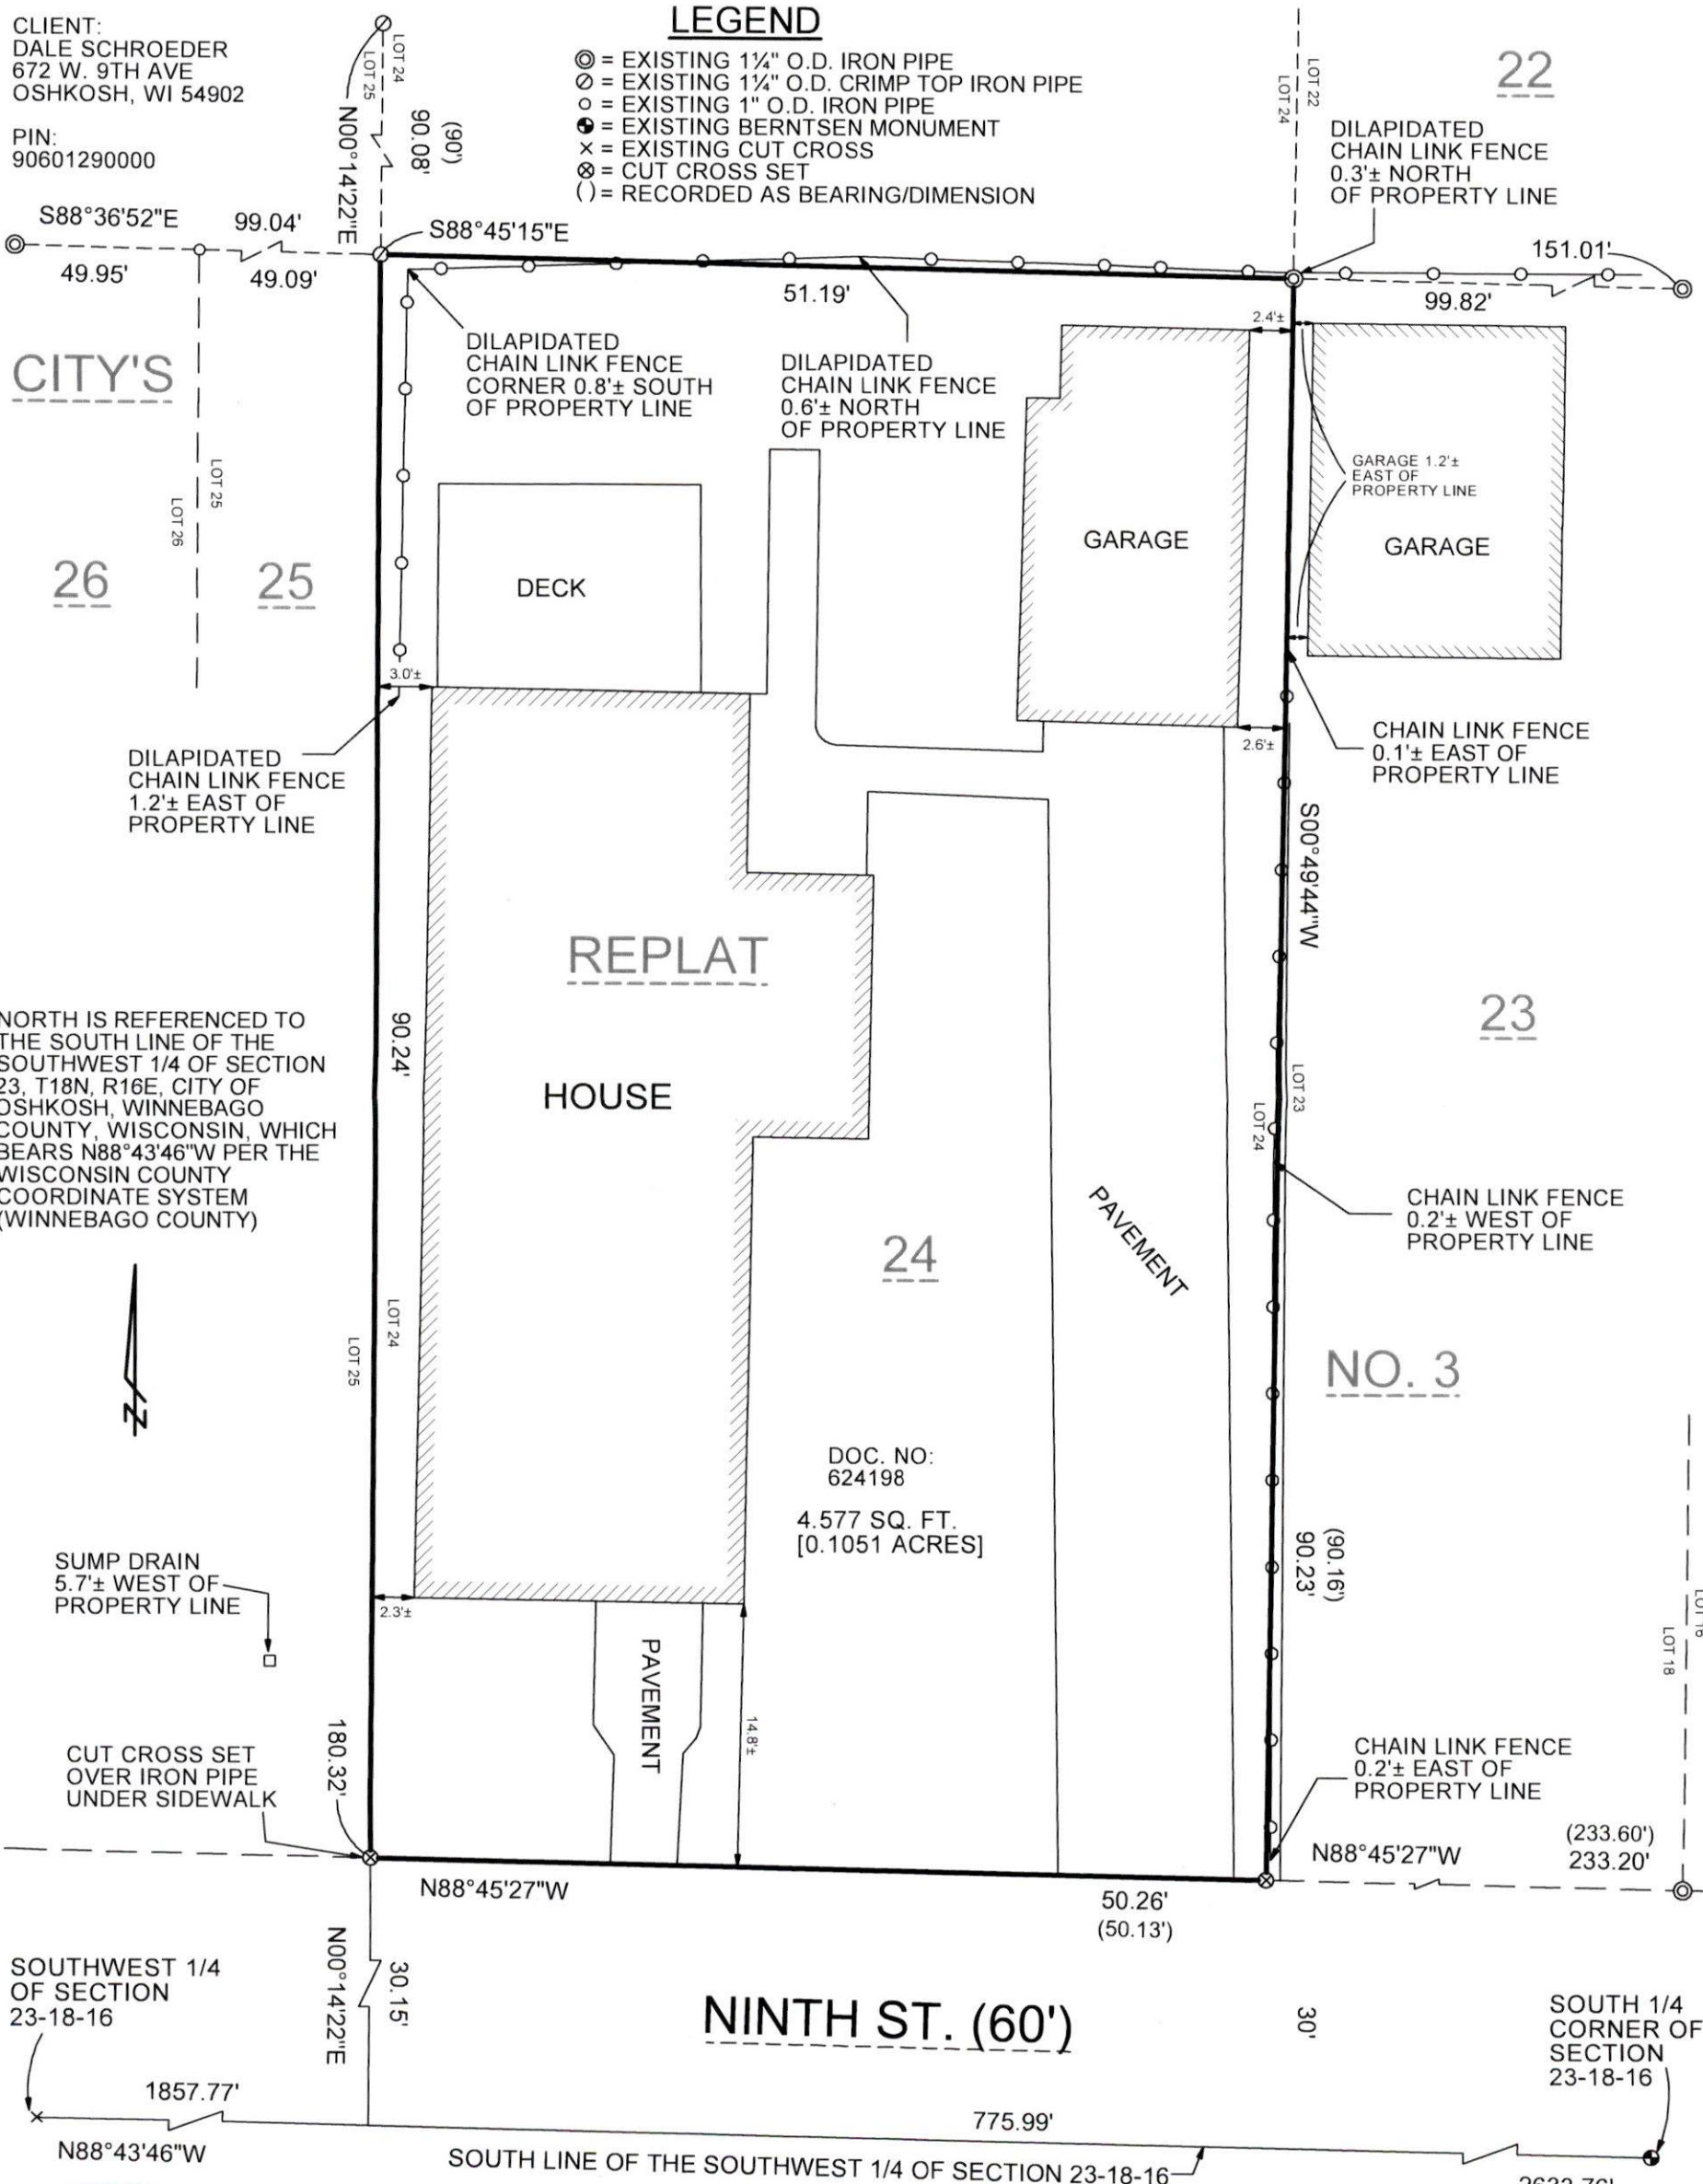 CLIENT:
DALE SCHROEDER
672 W. 9TH AVE
OSHKOSH, WI 54902
PIN:
90601290000
LEGEND
= EXISTING 1¼" O.D. IRON PIPE
= EXISTING 1¼" O.D. CRIMP TOP IRON PIPE
= EXISTING 1" O.D. IRON PIPE
= EXISTING BERNTSEN MONUMENT
× = EXISTING CUT CROSS
= CUT CROSS SET
( ) = RECORDED AS BEARING/DIMENSION
LOT 24
LOT 25
(90')
90.08'
N00°14'22"E
LOT 22
LOT 24
22
DILAPIDATED
CHAIN LINK FENCE
0.3'± NORTH
OF PROPERTY LINE
S88°36'52"E
99.04'
49.95'
49.09'
S88°45'15"E
51.19'
151.01'
99.82'
CITY'S
DILAPIDATED
CHAIN LINK FENCE
CORNER 0.8'± SOUTH
OF PROPERTY LINE
DILAPIDATED
CHAIN LINK FENCE
0.6'± NORTH
OF PROPERTY LINE
2.4'±
GARAGE 1.2'±
EAST OF
PROPERTY LINE
LOT 25
LOT 26
26
25
DECK
GARAGE
GARAGE
3.0'±
2.6'±
DILAPIDATED
CHAIN LINK FENCE
1.2'± EAST OF
PROPERTY LINE
CHAIN LINK FENCE
0.1'± EAST OF
PROPERTY LINE
S00°49'44"W
REPLAT
23
NORTH IS REFERENCED TO
THE SOUTH LINE OF THE
SOUTHWEST 1/4 OF SECTION
23, T18N, R16E, CITY OF
OSHKOSH, WINNEBAGO
COUNTY, WISCONSIN, WHICH
BEARS N88°43'46"W PER THE
WISCONSIN COUNTY
COORDINATE SYSTEM
(WINNEBAGO COUNTY)
90.24'
HOUSE
LOT 23
LOT 24
PAVEMENT
CHAIN LINK FENCE
0.2'± WEST OF
PROPERTY LINE
24
N
LOT 24
LOT 25
NO. 3
DOC. NO:
624198
4.577 SQ. FT.
[0.1051 ACRES]
(90.16')
90.23'
SUMP DRAIN
5.7'± WEST OF
PROPERTY LINE
2.3'±
PAVEMENT
14.8'±
LOT 16
LOT 18
180.32'
CUT CROSS SET
OVER IRON PIPE
UNDER SIDEWALK
CHAIN LINK FENCE
0.2'± EAST OF
PROPERTY LINE
N88°45'27"W
50.26'
(50.13')
N88°45'27"W
(233.60')
233.20'
SOUTHWEST 1/4
OF SECTION
23-18-16
N00°14'22"E
30.15'
NINTH ST. (60')
30'
SOUTH 1/4
CORNER OF
SECTION
23-18-16
1857.77'
775.99'
N88°43'46"W
SOUTH LINE OF THE SOUTHWEST 1/4 OF SECTION 23-18-16